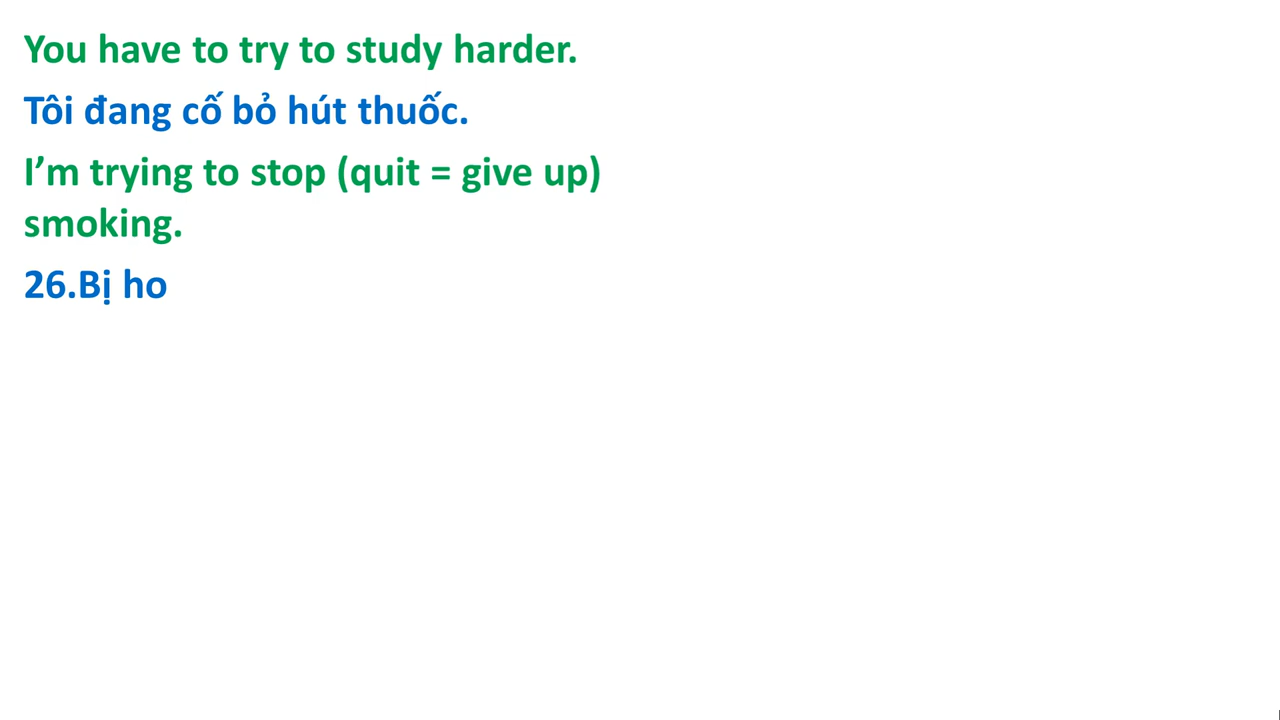 You have to try to study harder.
Tôi đang cố bỏ hút thuốc.
I’m trying to stop (quit = give up)
smoking.
26.Bị ho